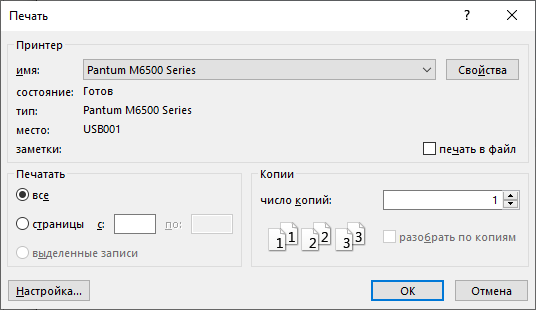 Печать
Принтер
имя: Pantum M6500 Series Свойства
состояние: Готов
тип: Pantum M6500 Series
место: USB001
заметки: печать в файл
Печатать
все
страницы с: по:
выделенные записи
Копии
число копий: 1
1 1 2 2 3 3
разобрать по копиям
Настройка... ОК Отмена